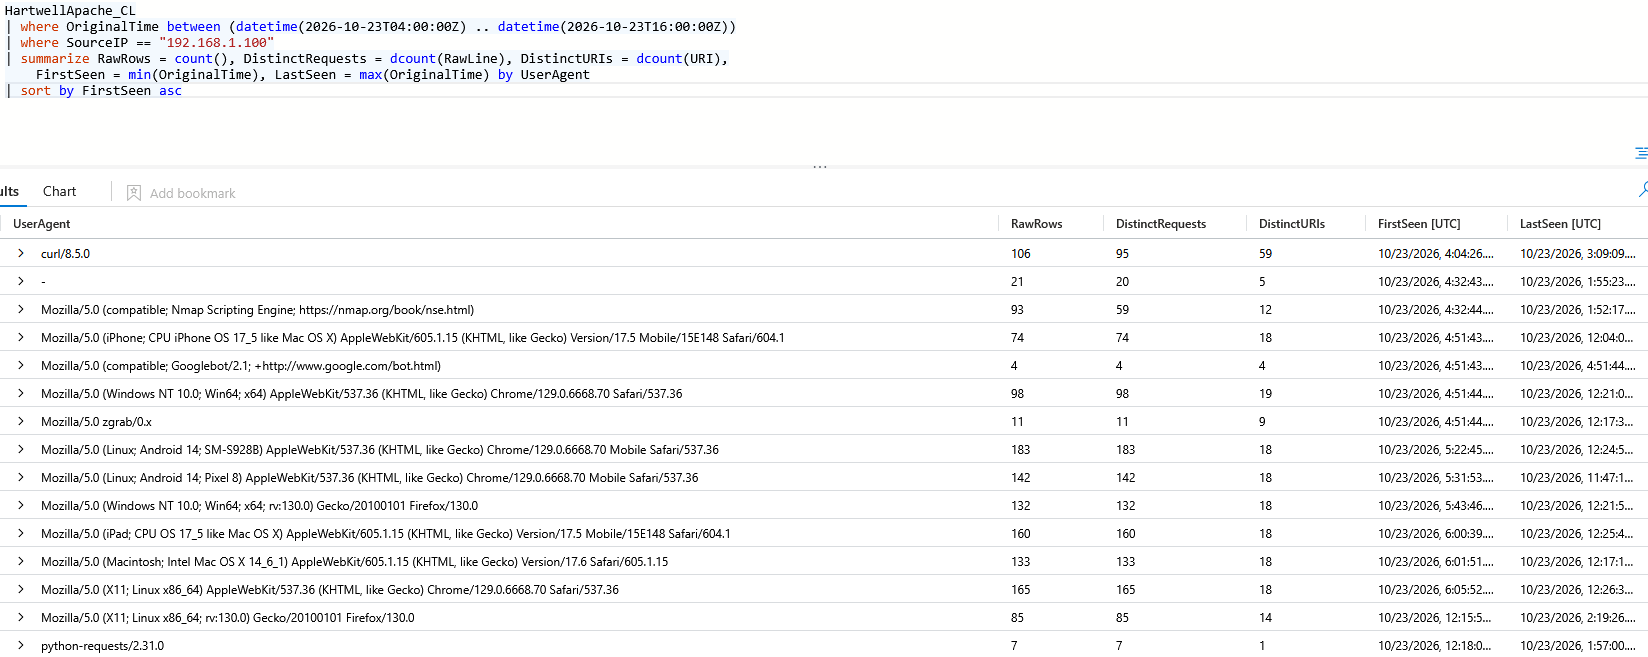 HartwellApache_CL
| where OriginalTime between (datetime(2026-10-23T04:00:00Z) .. datetime(2026-10-23T16:00:00Z))
| where SourceIP == "192.168.1.100"
| summarize RawRows = count(), DistinctRequests = dcount(RawLine), DistinctURIs = dcount(URI),
FirstSeen = min(OriginalTime), LastSeen = max(OriginalTime) by UserAgent
| sort by FirstSeen asc
...
ults Chart Add bookmark
UserAgent RawRows DistinctRequests DistinctURIs FirstSeen [UTC] LastSeen [UTC]
curl/8.5.0 106 95 59 10/23/2026, 4:04:26.... 10/23/2026, 3:09:09....
- 21 20 5 10/23/2026, 4:32:43.... 10/23/2026, 1:55:23....
Mozilla/5.0 (compatible; Nmap Scripting Engine; https://nmap.org/book/nse.html) 93 59 12 10/23/2026, 4:32:44.... 10/23/2026, 1:52:17....
Mozilla/5.0 (iPhone; CPU iPhone OS 17_5 like Mac OS X) AppleWebKit/605.1.15 (KHTML, like Gecko) Version/17.5 Mobile/15E148 Safari/604.1 74 74 18 10/23/2026, 4:51:43.... 10/23/2026, 12:04:0...
Mozilla/5.0 (compatible; Googlebot/2.1; +http://www.google.com/bot.html) 4 4 4 10/23/2026, 4:51:43.... 10/23/2026, 4:51:44....
Mozilla/5.0 (Windows NT 10.0; Win64; x64) AppleWebKit/537.36 (KHTML, like Gecko) Chrome/129.0.6668.70 Safari/537.36 98 98 19 10/23/2026, 4:51:44.... 10/23/2026, 12:21:0...
Mozilla/5.0 zgrab/0.x 11 11 9 10/23/2026, 4:51:44.... 10/23/2026, 12:17:3...
Mozilla/5.0 (Linux; Android 14; SM-S928B) AppleWebKit/537.36 (KHTML, like Gecko) Chrome/129.0.6668.70 Mobile Safari/537.36 183 183 18 10/23/2026, 5:22:45.... 10/23/2026, 12:24:5...
Mozilla/5.0 (Linux; Android 14; Pixel 8) AppleWebKit/537.36 (KHTML, like Gecko) Chrome/129.0.6668.70 Mobile Safari/537.36 142 142 18 10/23/2026, 5:31:53.... 10/23/2026, 11:47:1...
Mozilla/5.0 (Windows NT 10.0; Win64; x64; rv:130.0) Gecko/20100101 Firefox/130.0 132 132 18 10/23/2026, 5:43:46.... 10/23/2026, 12:21:5...
Mozilla/5.0 (iPad; CPU OS 17_5 like Mac OS X) AppleWebKit/605.1.15 (KHTML, like Gecko) Version/17.5 Mobile/15E148 Safari/604.1 160 160 18 10/23/2026, 6:00:39.... 10/23/2026, 12:25:4...
Mozilla/5.0 (Macintosh; Intel Mac OS X 14_6_1) AppleWebKit/605.1.15 (KHTML, like Gecko) Version/17.6 Safari/605.1.15 133 133 18 10/23/2026, 6:01:51.... 10/23/2026, 12:17:1...
Mozilla/5.0 (X11; Linux x86_64) AppleWebKit/537.36 (KHTML, like Gecko) Chrome/129.0.6668.70 Safari/537.36 165 165 18 10/23/2026, 6:05:52.... 10/23/2026, 12:26:3...
Mozilla/5.0 (X11; Linux x86_64; rv:130.0) Gecko/20100101 Firefox/130.0 85 85 14 10/23/2026, 12:15:5... 10/23/2026, 2:19:26....
python-requests/2.31.0 7 7 1 10/23/2026, 12:18:0... 10/23/2026, 1:57:00....